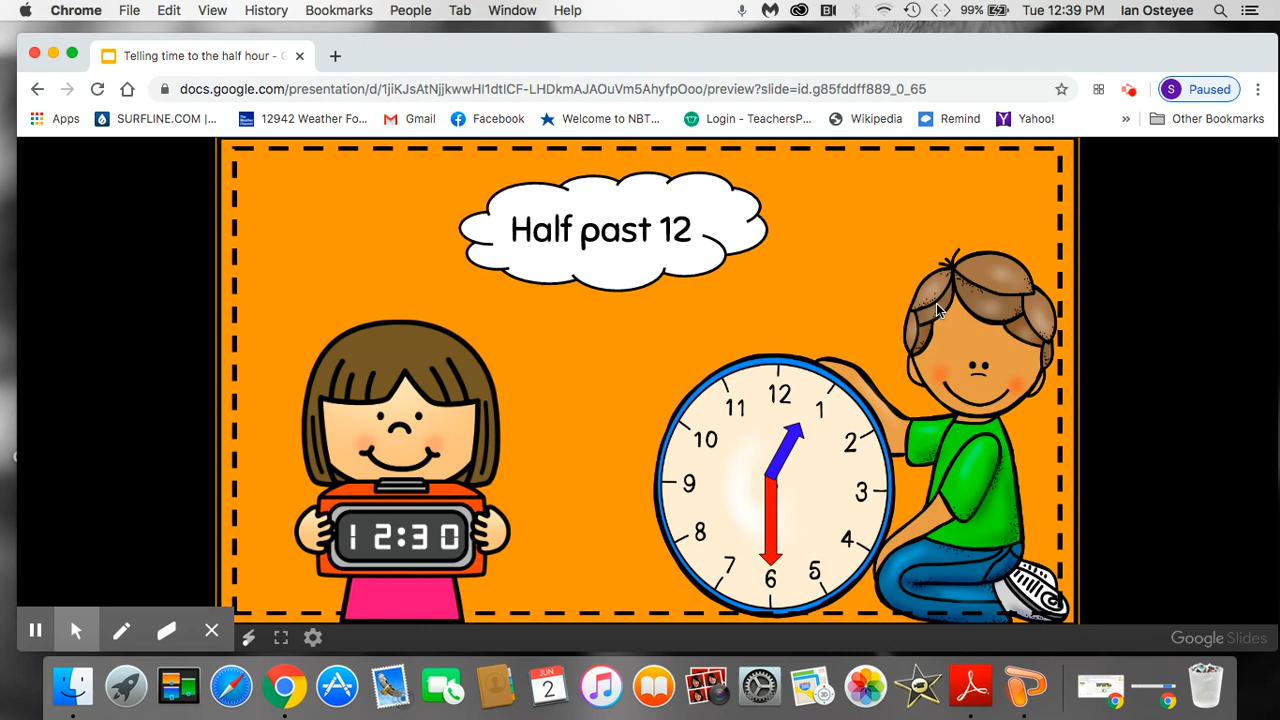 Chrome File Edit View History Bookmarks People Tab Window Help 99% Tue 12:39 PM Ian Osteyee
Telling time to the half hour - G
docs.google.com/presentation/d/1jiKJsAtNjjkwwHI1dtlCF-LHDkmAJAOuVm5AhyfpOoo/preview?slide=id.g85fddff889_0_65 S Paused
Apps SURFLINE.COM |... 12942 Weather Fo... Gmail Facebook Welcome to NBT... Login - TeachersP... Wikipedia Remind Yahoo! » Other Bookmarks
Half past 12
12
11 1
10 2
9 3
8 4
7 5
6
12:30
Google Slides
JUN
2